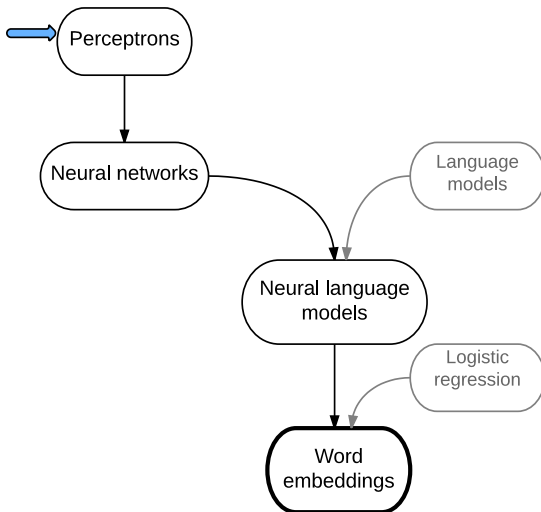 Perceptrons
Neural networks
Language
models
Neural language
models
Logistic
regression
Word
embeddings